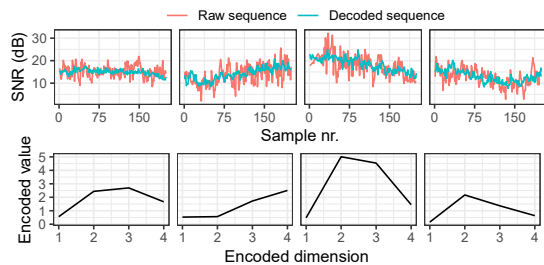 Raw sequence Decoded sequence
SNR (dB)
30
20
10
0 75 150 0 75 150 0 75 150 0 75 150
Sample nr.
Encoded value
5
4
3
2
1
0
1 2 3 4 1 2 3 4 1 2 3 4 1 2 3 4
Encoded dimension